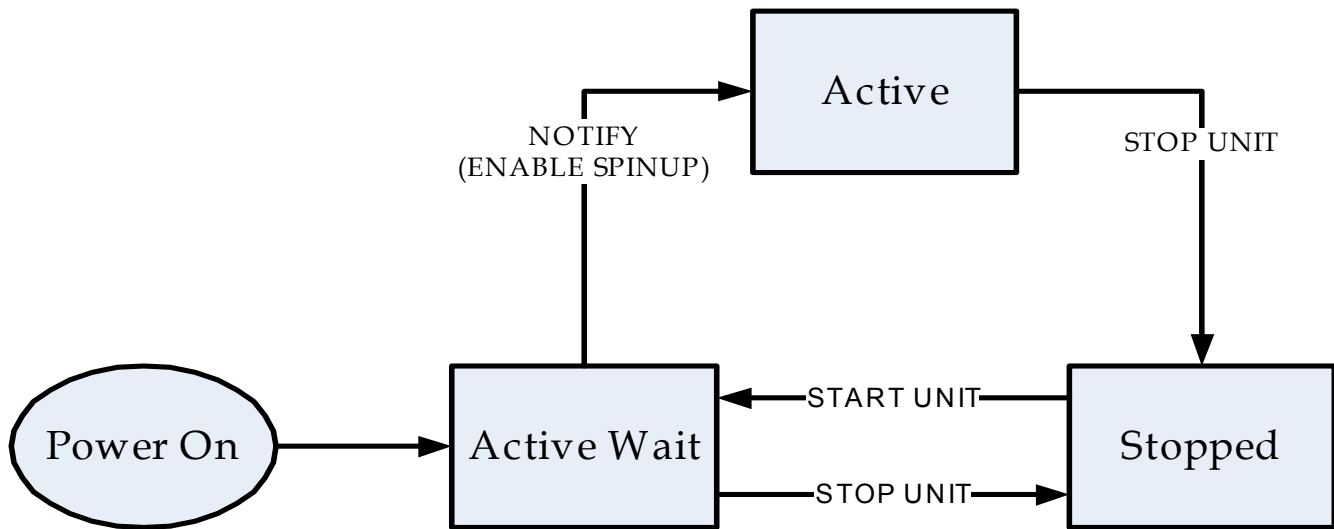 Active
NOTIFY
(ENABLE SPINUP)
STOP UNIT
Power On
Active Wait
START UNIT
STOP UNIT
Stopped